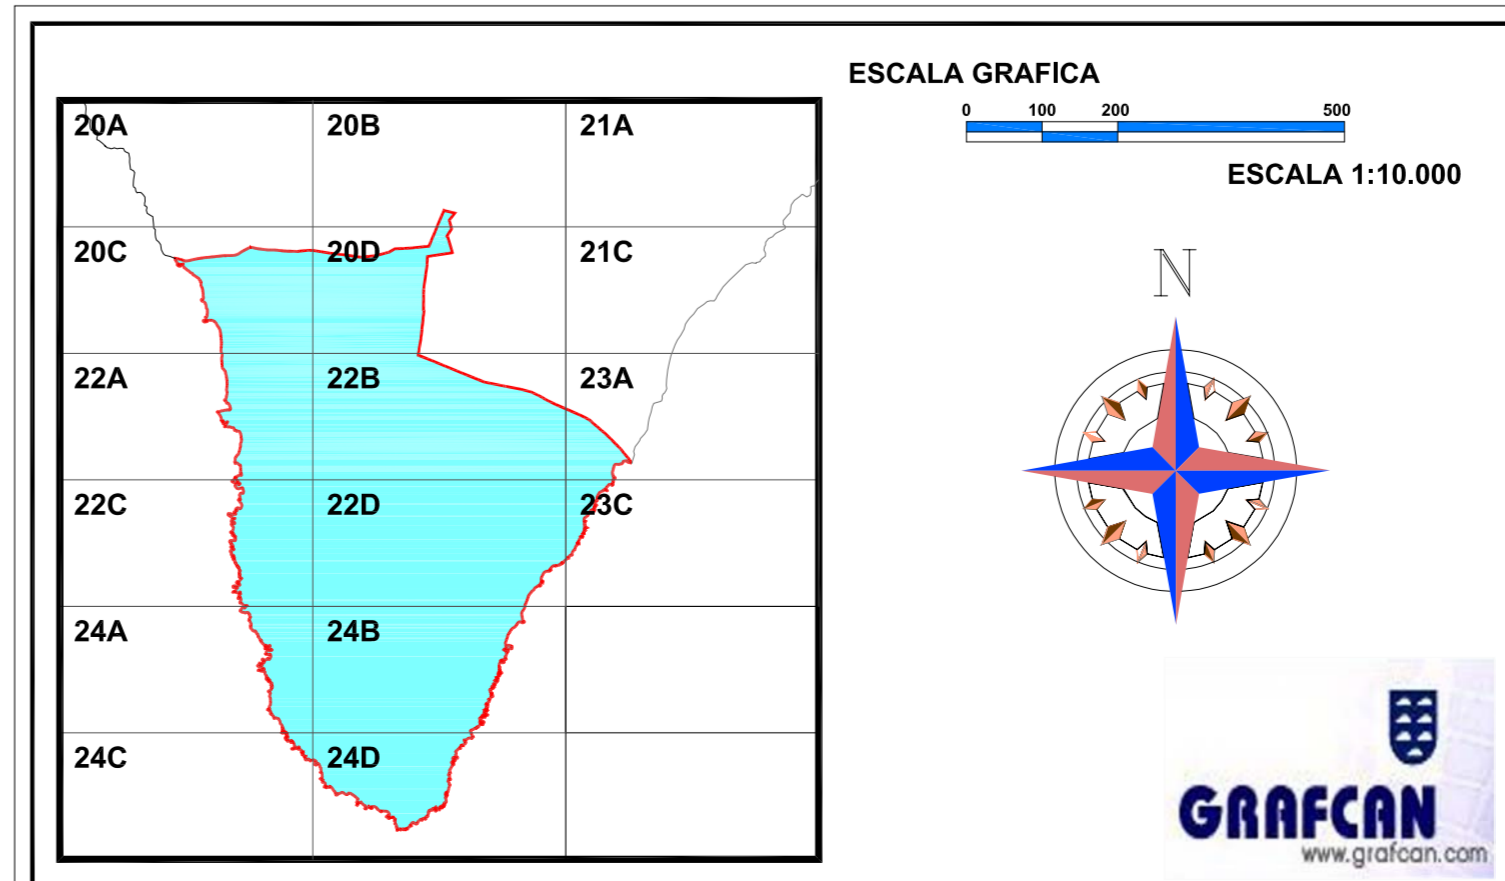 ESCALA GRAFICA
0 100 200 500
ESCALA 1:10.000
20A 20B 21A
20C 20D 21C
22A 22B 23A
22C 22D 23C
24A 24B
24C 24D
N
GRAFCAN
www.grafcan.com